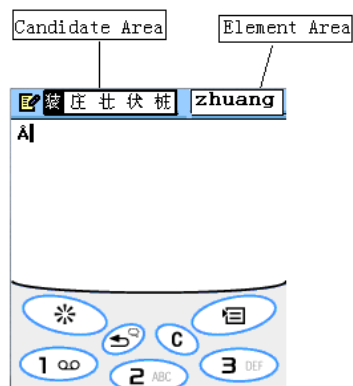 Candidate Area
Element Area
装 庄 壮 伏 桩
zhuang
Â
C
1
2 ABC
3 DEF